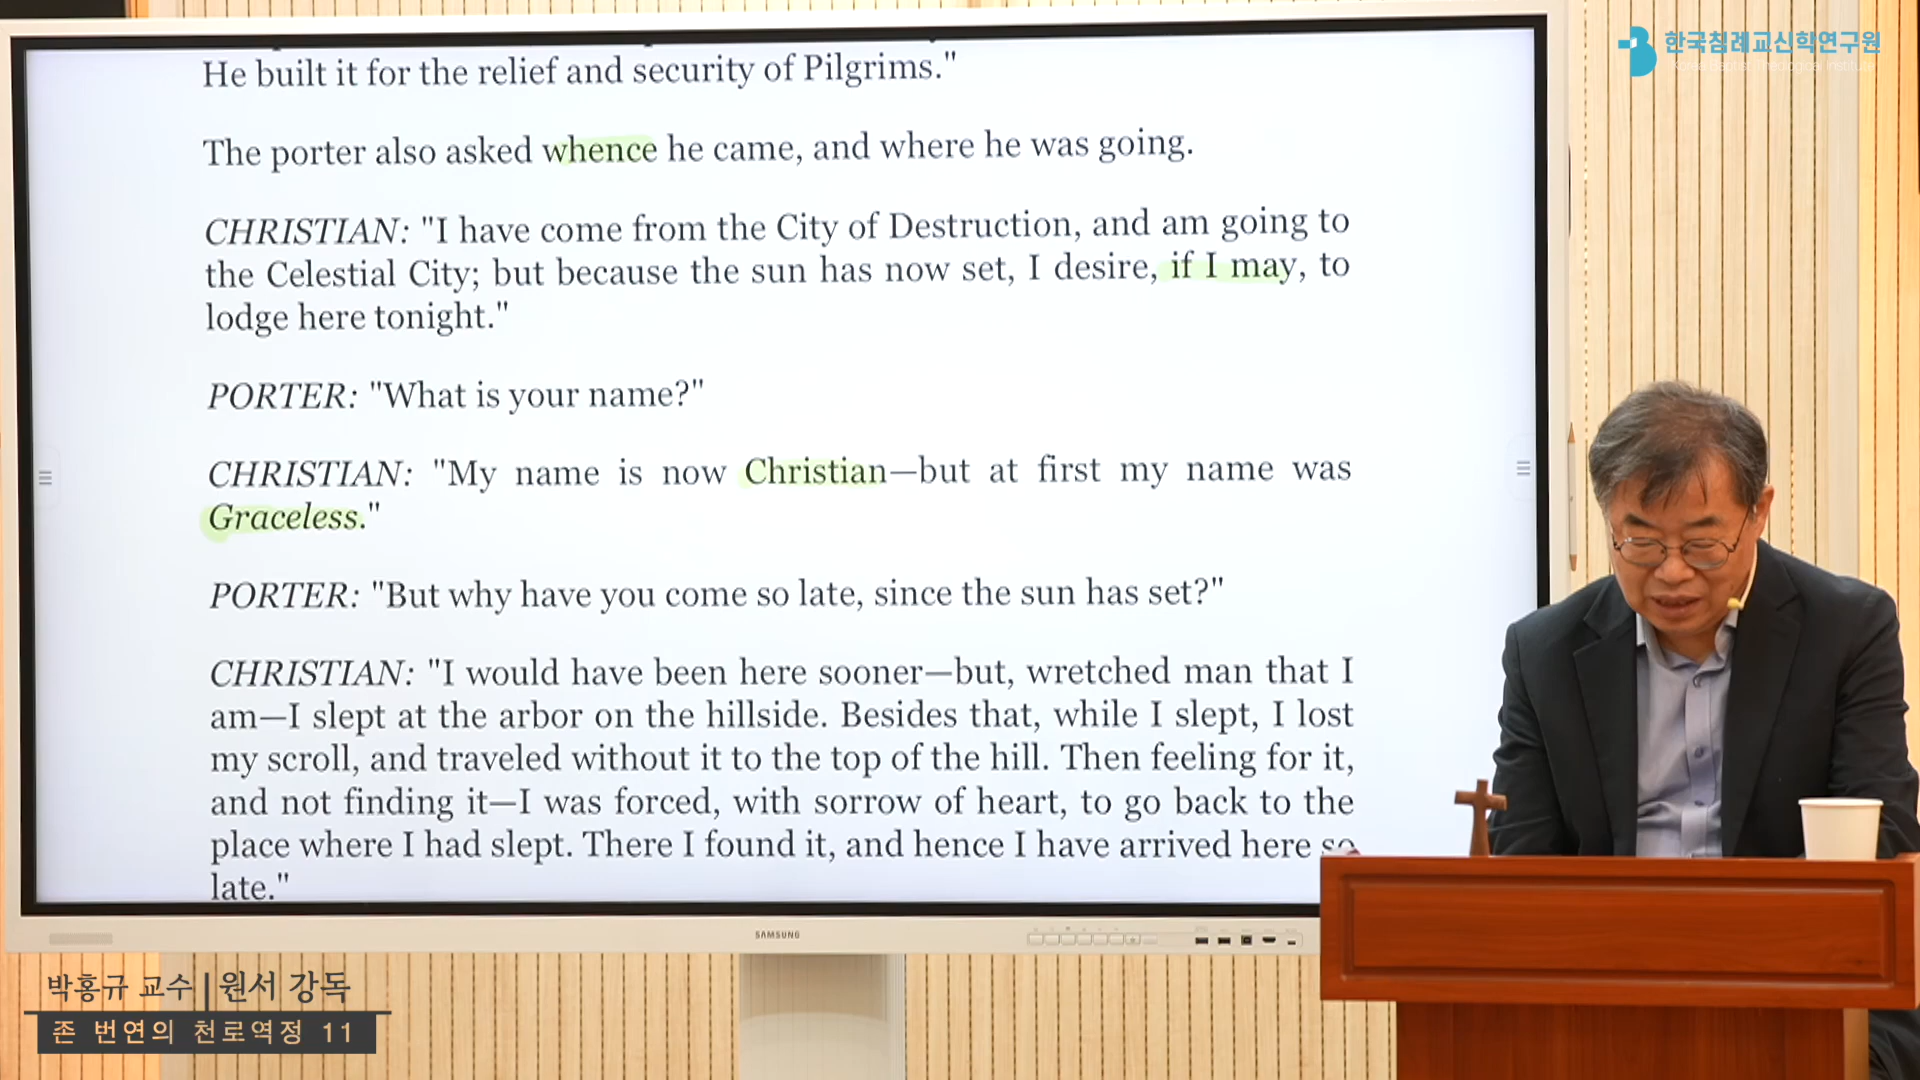 He built it for the relief and security of Pilgrims."
The porter also asked whence he came, and where he was going.
CHRISTIAN: "I have come from the City of Destruction, and am going to
the Celestial City; but because the sun has now set, I desire, if I may, to
lodge here tonight."
PORTER: "What is your name?"
CHRISTIAN: "My name is now Christian—but at first my name was
Graceless."
PORTER: "But why have you come so late, since the sun has set?"
CHRISTIAN: "I would have been here sooner—but, wretched man that I
am—I slept at the arbor on the hillside. Besides that, while I slept, I lost
my scroll, and traveled without it to the top of the hill. Then feeling for it,
and not finding it—I was forced, with sorrow of heart, to go back to the
place where I had slept. There I found it, and hence I have arrived here so
late."
SAMSUNG
한국침례교신학연구원
Korea Baptist Theological Institute
박홍규 교수 | 원서 강독
존 번연의 천로역정 11